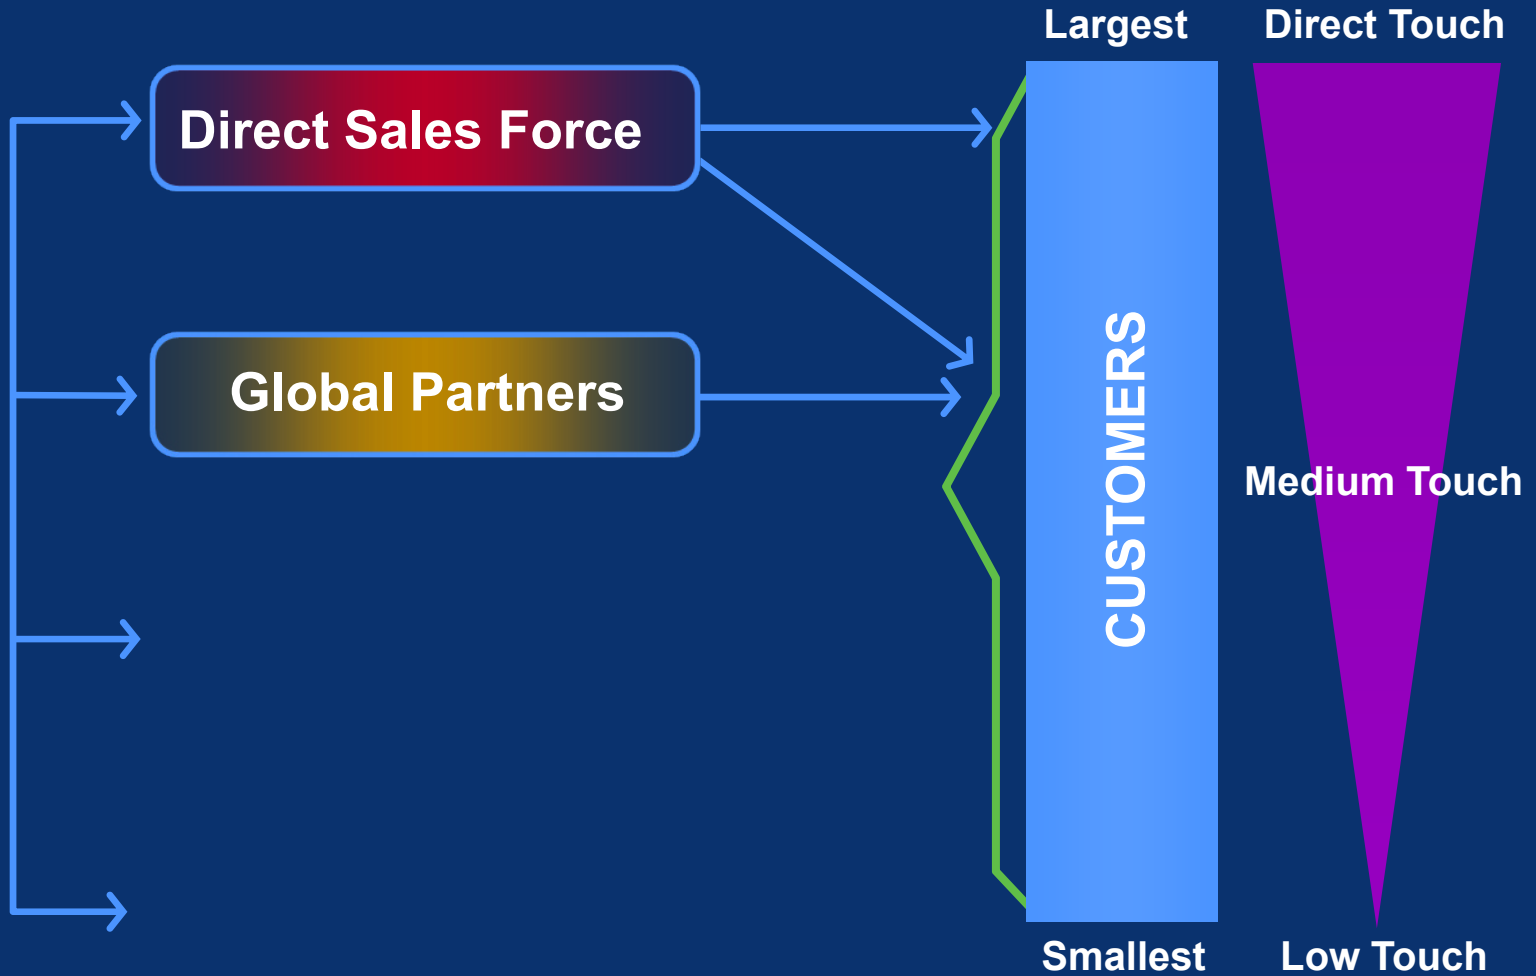 Largest
Direct Touch
Direct Sales Force
Global Partners
CUSTOMERS
Medium Touch
Smallest
Low Touch